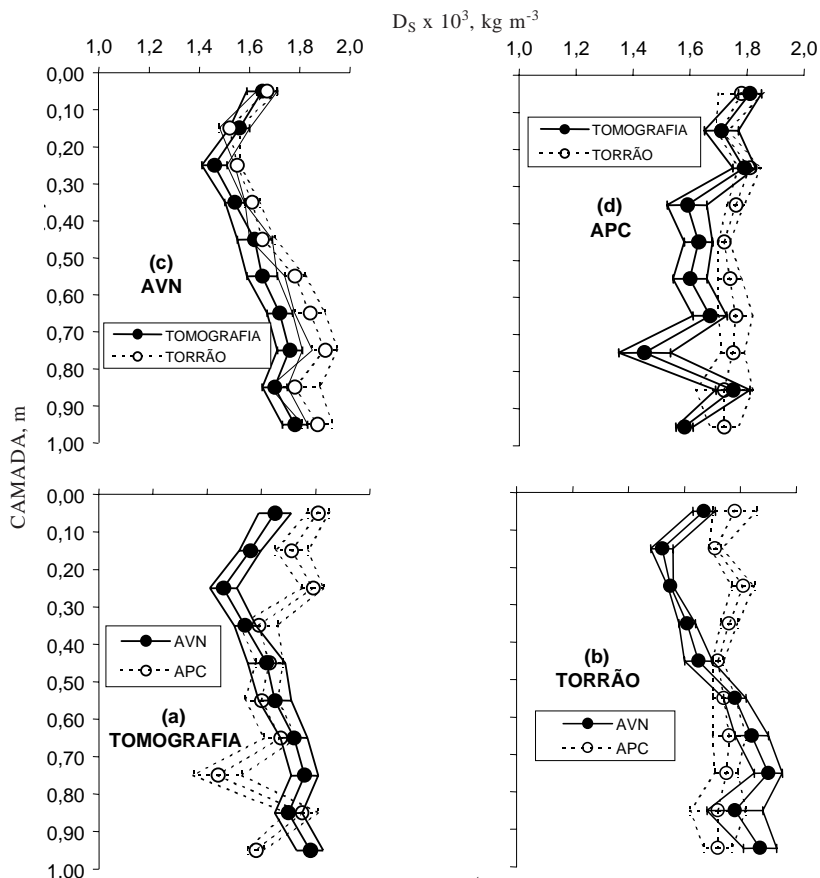 D_S x 10³, kg m⁻³
1,0 1,2 1,4 1,6 1,8 2,0
0,00
0,10
0,20
0,30
0,40
0,50
0,60
0,70
0,80
0,90
1,00
(c)
AVN
TOMOGRAFIA
TORRÃO
1,0 1,2 1,4 1,6 1,8 2,0
TOMOGRAFIA
TORRÃO
(d)
APC
CAMADA, m
0,00
0,10
0,20
0,30
0,40
0,50
0,60
0,70
0,80
0,90
1,00
AVN
APC
(a)
TOMOGRAFIA
(b)
TORRÃO
AVN
APC